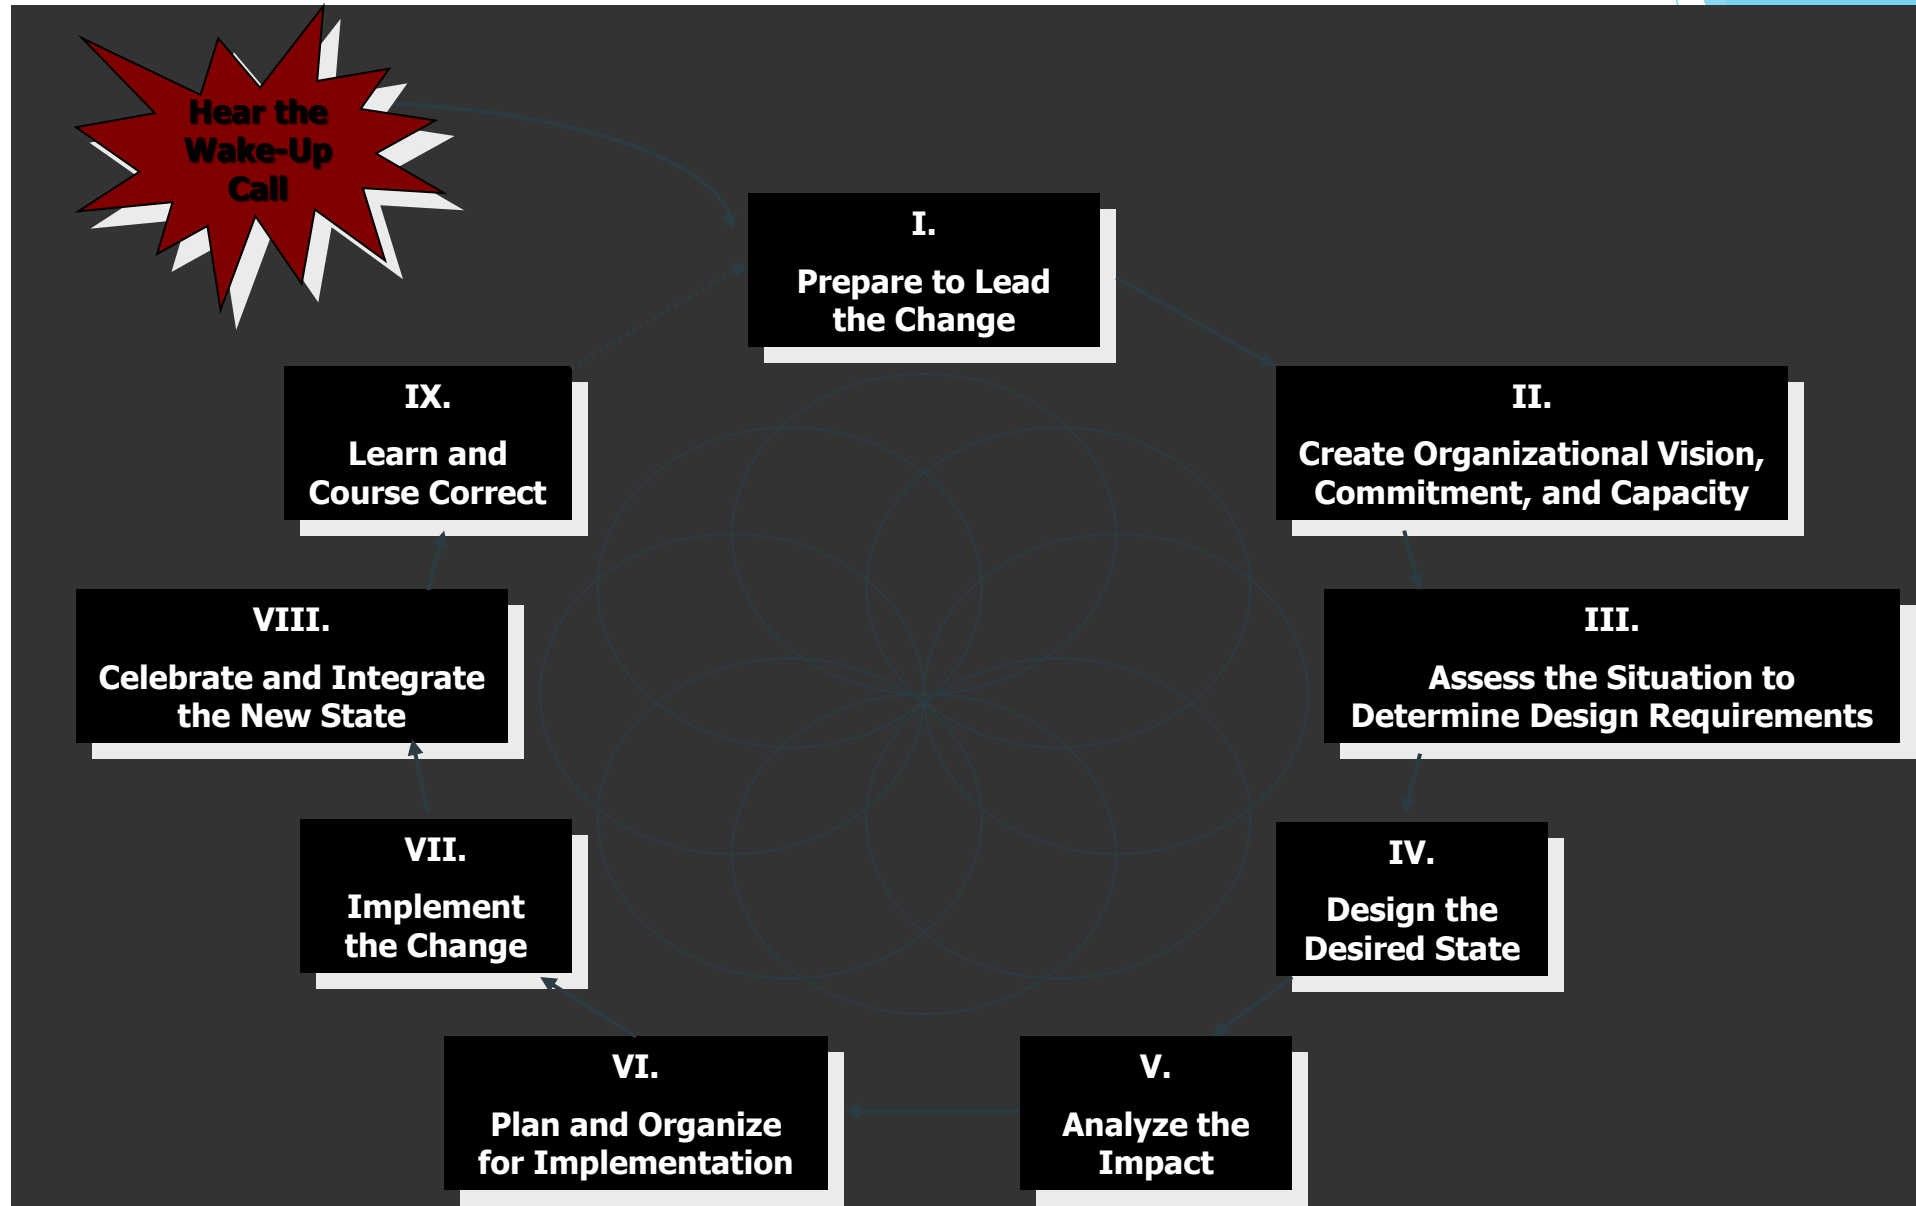 Hear the
Wake-Up
Call
I.
Prepare to Lead
the Change
II.
Create Organizational Vision,
Commitment, and Capacity
III.
Assess the Situation to
Determine Design Requirements
IV.
Design the
Desired State
V.
Analyze the
Impact
VI.
Plan and Organize
for Implementation
VII.
Implement
the Change
VIII.
Celebrate and Integrate
the New State
IX.
Learn and
Course Correct